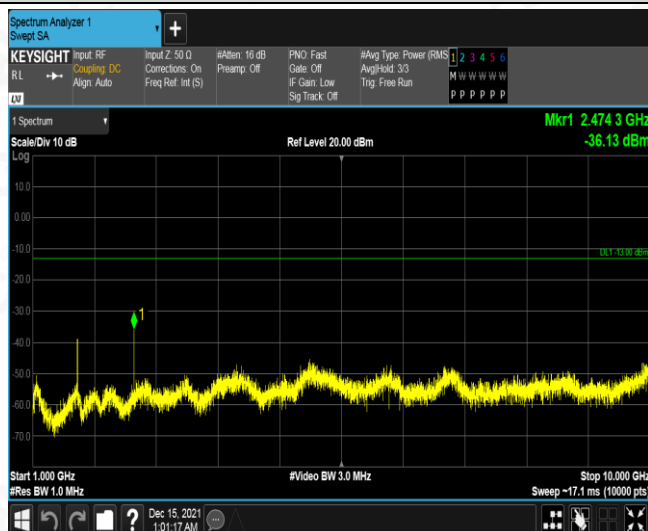 Spectrum Analyzer 1
Swept SA
+
KEYSIGHT
RL
LXI
Input: RF
Coupling: DC
Align: Auto
Input Z: 50 Ω
Corrections: On
Freq Ref: Int (S)
#Atten: 16 dB
Preamp: Off
PNO: Fast
Gate: Off
IF Gain: Low
Sig Track: Off
#Avg Type: Power (RMS
Avg|Hold: 3/3
Trig: Free Run
1 2 3 4 5 6
M W W W W W
P P P P P P
1 Spectrum
Mkr1 2.474 3 GHz
-36.13 dBm
Scale/Div 10 dB
Ref Level 20.00 dBm
Log
10.0
0.00
-10.0
DL1 -13.00 dBm
-20.0
-30.0
1
-40.0
-50.0
-60.0
-70.0
Start 1.000 GHz
#Video BW 3.0 MHz
Stop 10.000 GHz
#Res BW 1.0 MHz
Sweep ~17.1 ms (10000 pts)
?
Dec 15, 2021
1:01:17 AM